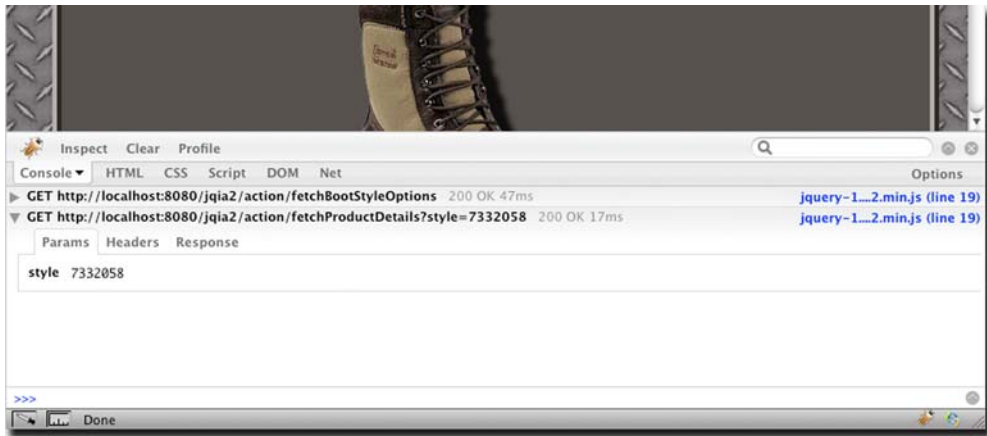 Inspect Clear Profile
Console HTML CSS Script DOM Net Options
GET http://localhost:8080/jqia2/action/fetchBootStyleOptions 200 OK 47ms jquery-1....2.min.js (line 19)
GET http://localhost:8080/jqia2/action/fetchProductDetails?style=7332058 200 OK 17ms jquery-1....2.min.js (line 19)
Params Headers Response
style 7332058
>>>
Done